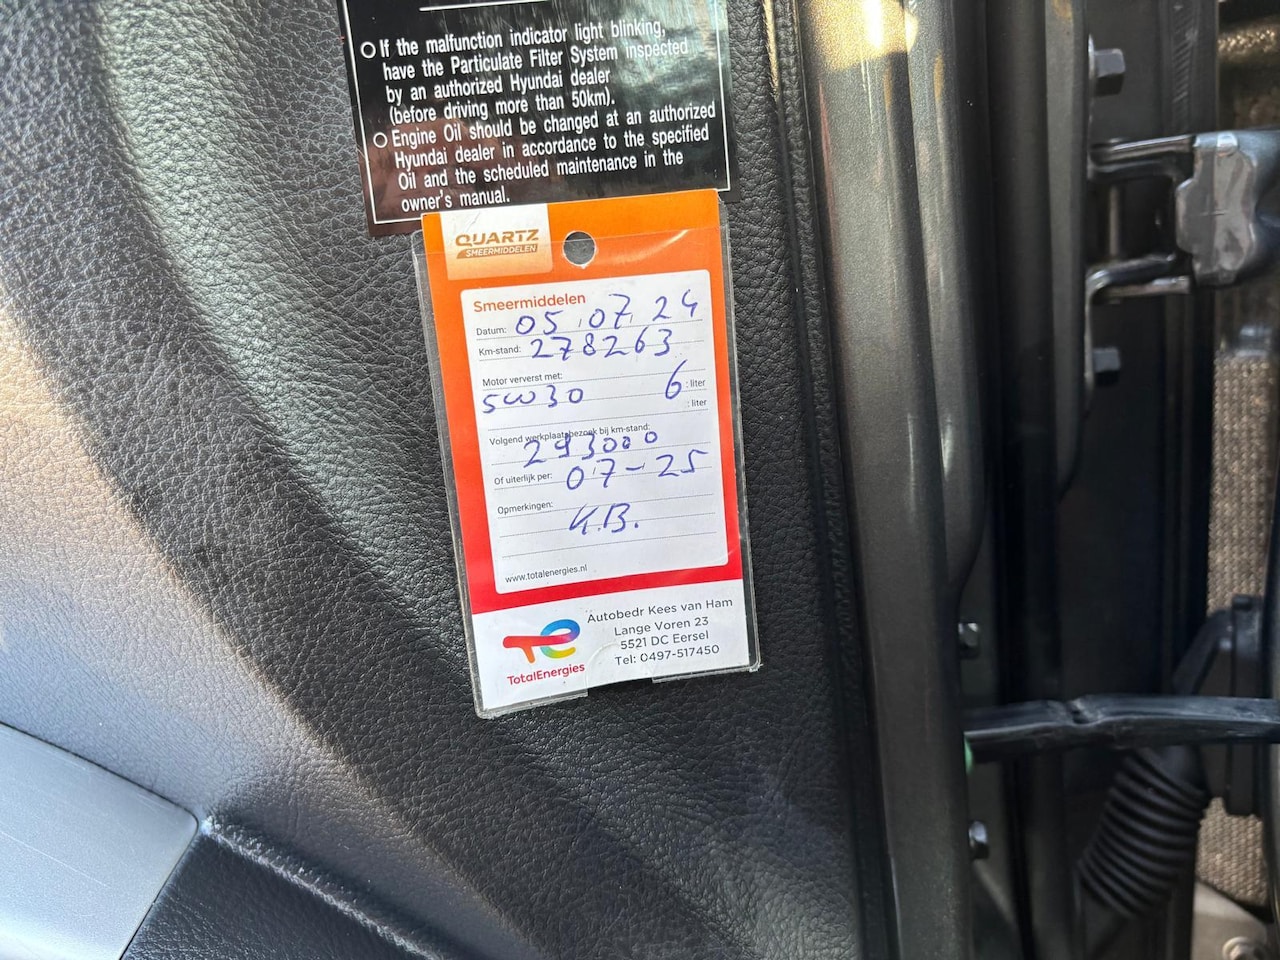 ○ If the malfunction indicator light blinking,
have the Particulate Filter System inspected
by an authorized Hyundai dealer
(before driving more than 50km).
○ Engine Oil should be changed at an authorized
Hyundai dealer in accordance to the specified
Oil and the scheduled maintenance in the
owner's manual.
QUARTZ
SMEERMIDDELEN
Smeermiddelen
Datum: 05.07.24
Km-stand: 278263
Motor ververst met:
5W30 6 : liter
: liter
Volgend werkplaatsbezoek bij km-stand:
293000
Of uiterlijk per: 07-25
Opmerkingen:
K.B.
www.totalenergies.nl
Autobedr Kees van Ham
Lange Voren 23
5521 DC Eersel
Tel: 0497-517450
TotalEnergies